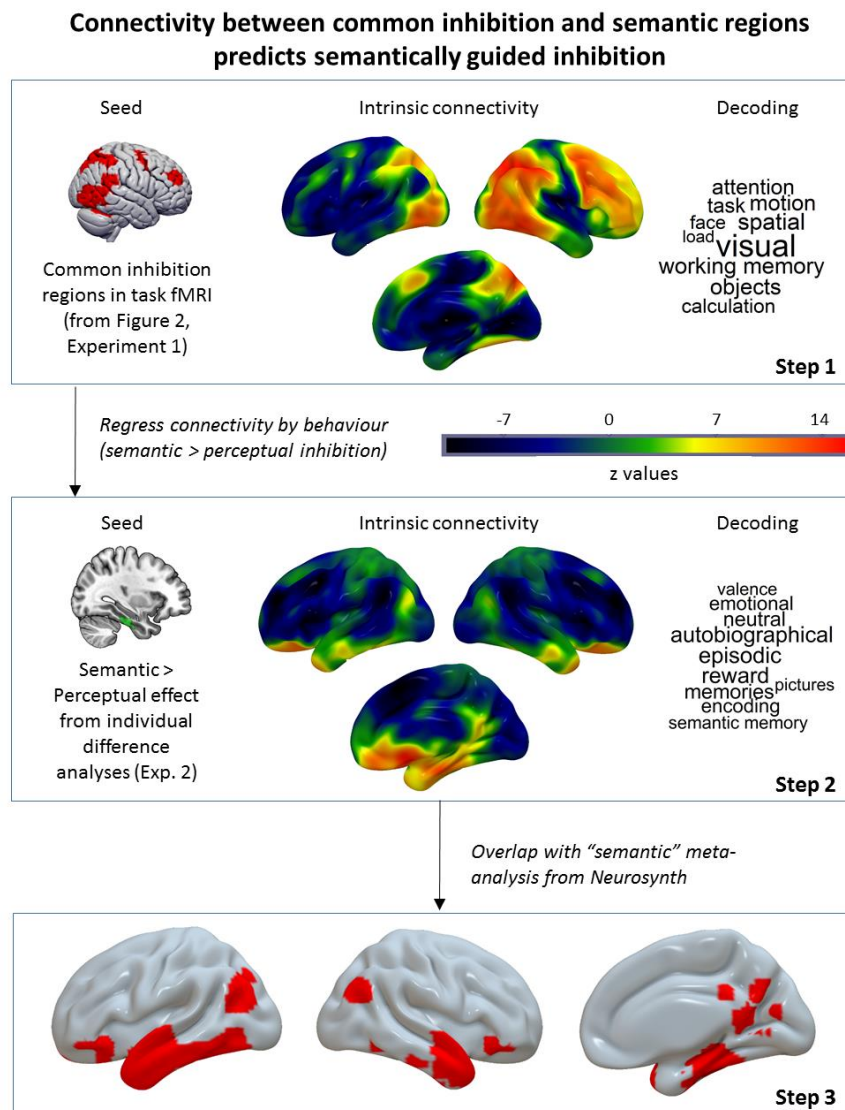 Connectivity between common inhibition and semantic regions
predicts semantically guided inhibition
Seed
Intrinsic connectivity
Decoding
Common inhibition
regions in task fMRI
(from Figure 2,
Experiment 1)
attention
task motion
face spatial
load visual
working memory
objects
calculation
Step 1
Regress connectivity by behaviour
(semantic > perceptual inhibition)
-7 0 7 14
z values
Seed
Intrinsic connectivity
Decoding
Semantic >
Perceptual effect
from individual
difference
analyses (Exp. 2)
valence
emotional
neutral
autobiographical
episodic
reward
memories pictures
encoding
semantic memory
Step 2
Overlap with “semantic” meta-
analysis from Neurosynth
Step 3